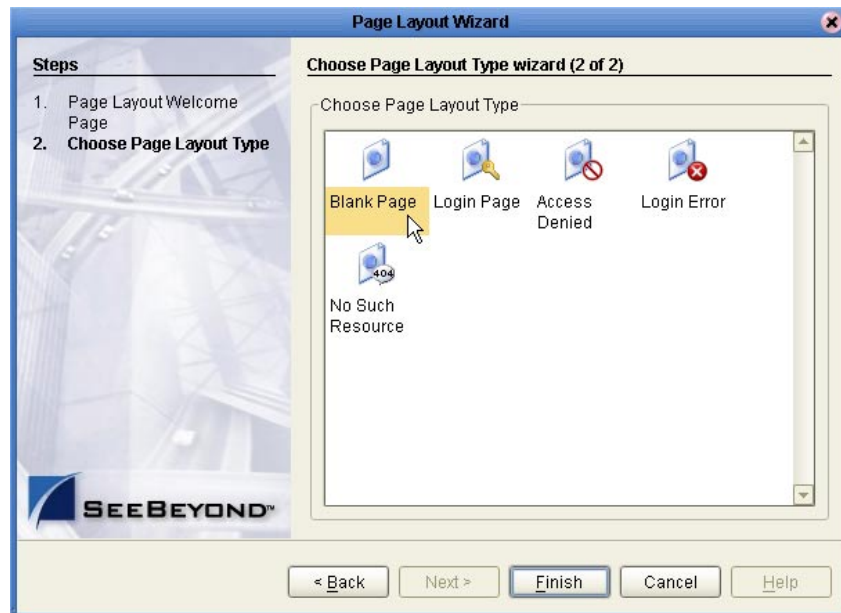 Page Layout Wizard
Steps
1. Page Layout Welcome
Page
2. Choose Page Layout Type
Choose Page Layout Type wizard (2 of 2)
Choose Page Layout Type
Blank Page
Login Page
Access
Denied
Login Error
404
No Such
Resource
SEEBEYOND™
< Back
Next >
Finish
Cancel
Help